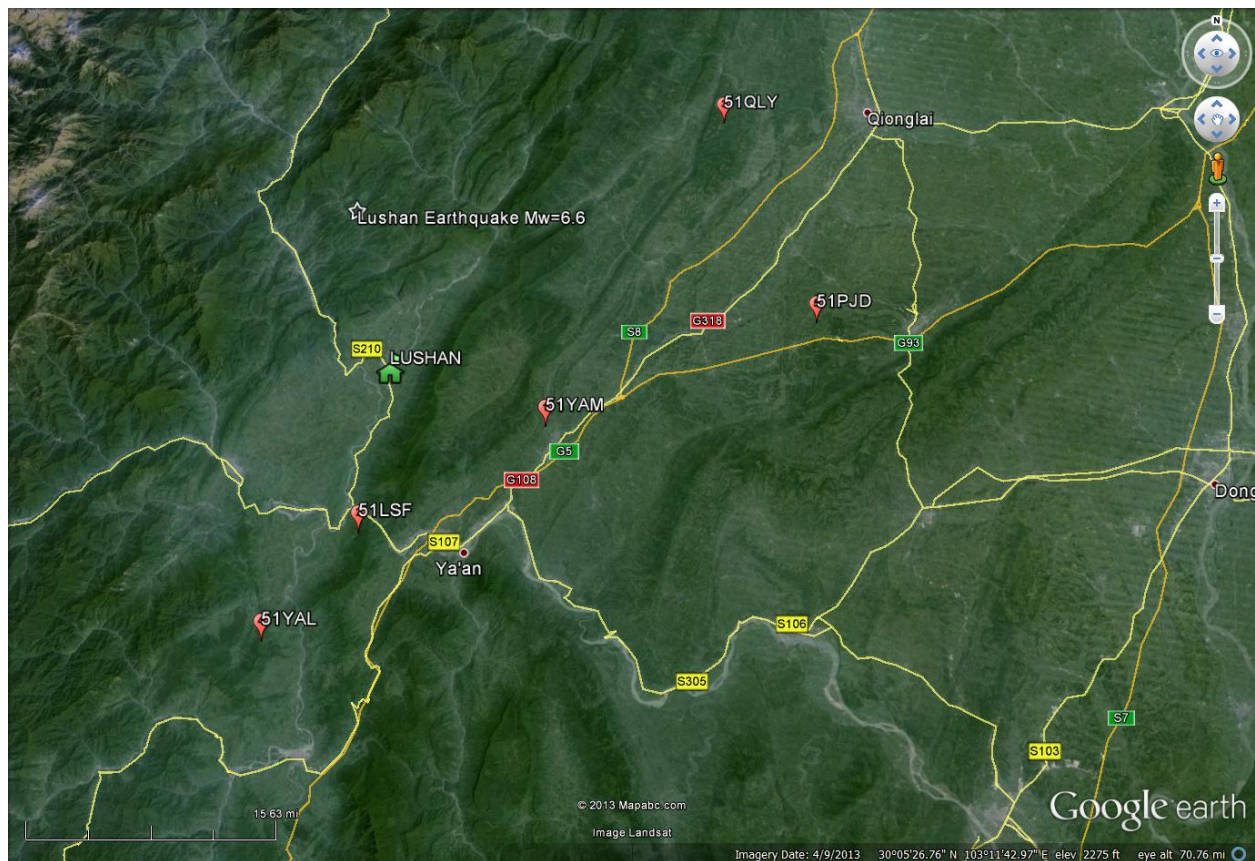 N
51QLY
Qionglai
Lushan Earthquake Mw=6.6
51PJD
G318
S8
G93
S210
LUSHAN
51YAM
G5
G108
Dong
51LSF
S107
Ya'an
51YAL
S106
S305
S7
S103
15.63 mi
© 2013 Mapabc.com
Image Landsat
Google earth
Imagery Date: 4/9/2013 30°05'26.76" N 103°11'42.97" E elev 2275 ft eye alt 70.76 mi